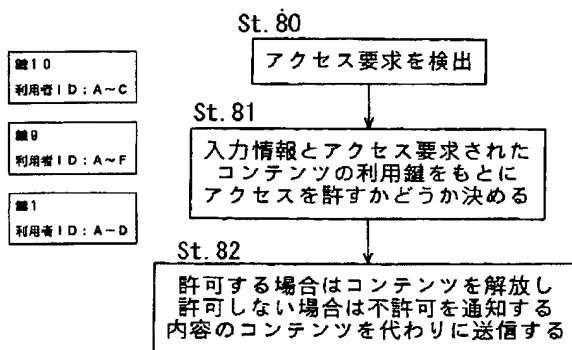 St.80
アクセス要求を検出
鍵10
利用者ID:A~C
St.81
入力情報とアクセス要求された
コンテンツの利用鍵をもとに
アクセスを許すかどうか決める
鍵9
利用者ID:A~F
鍵1
利用者ID:A~D
St.82
許可する場合はコンテンツを解放し
許可しない場合は不許可を通知する
内容のコンテンツを代わりに送信する